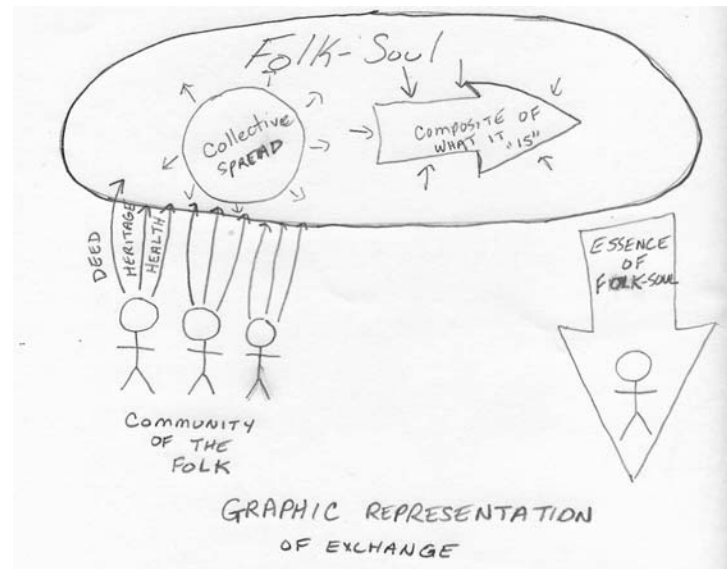 Folk-Soul
Collective
SPREAD
COMPOSITE OF
WHAT IT "IS"
DEED
HERITAGE
HEALTH
ESSENCE
OF
FOLK-SOUL
COMMUNITY
OF THE
FOLK
GRAPHIC REPRESENTATION
OF EXCHANGE